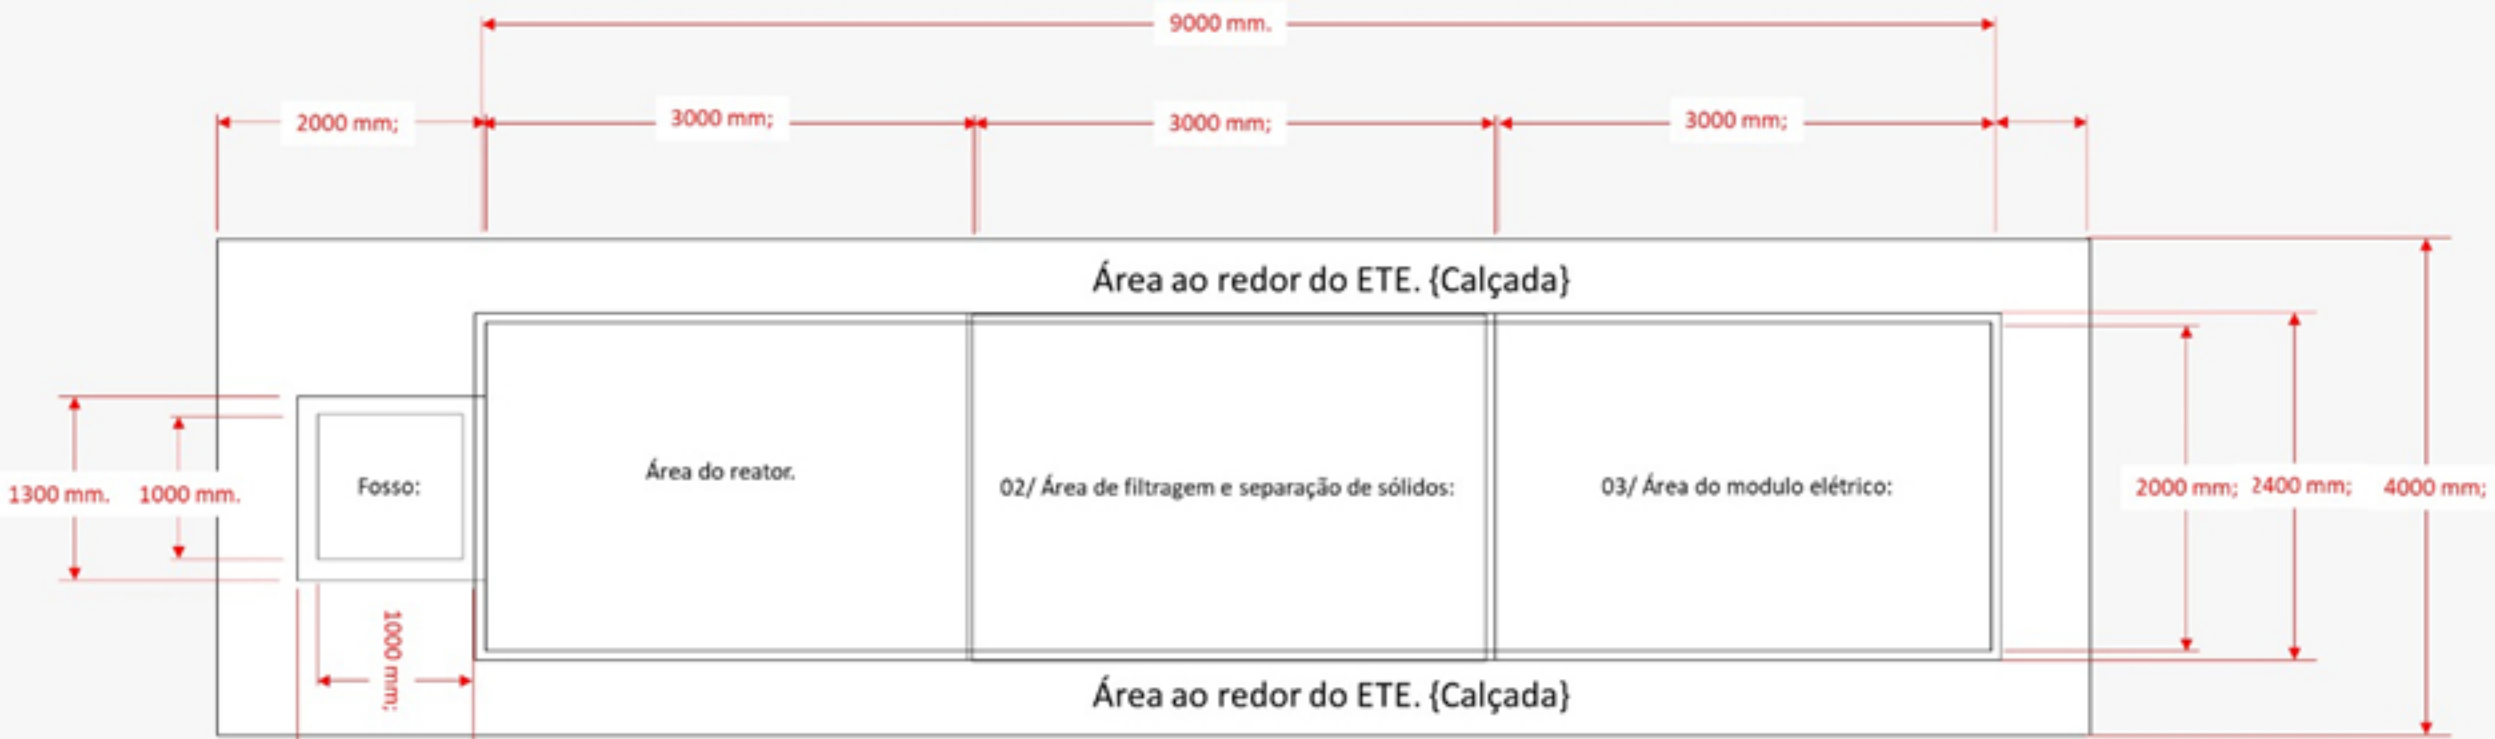 9000 mm.
2000 mm;
3000 mm;
3000 mm;
3000 mm;
Área ao redor do ETE. {Calçada}
1300 mm.
1000 mm.
Fosso:
Área do reator.
02/ Área de filtragem e separação de sólidos:
03/ Área do modulo elétrico:
2000 mm;
2400 mm;
4000 mm;
1000 mm;
Área ao redor do ETE. {Calçada}